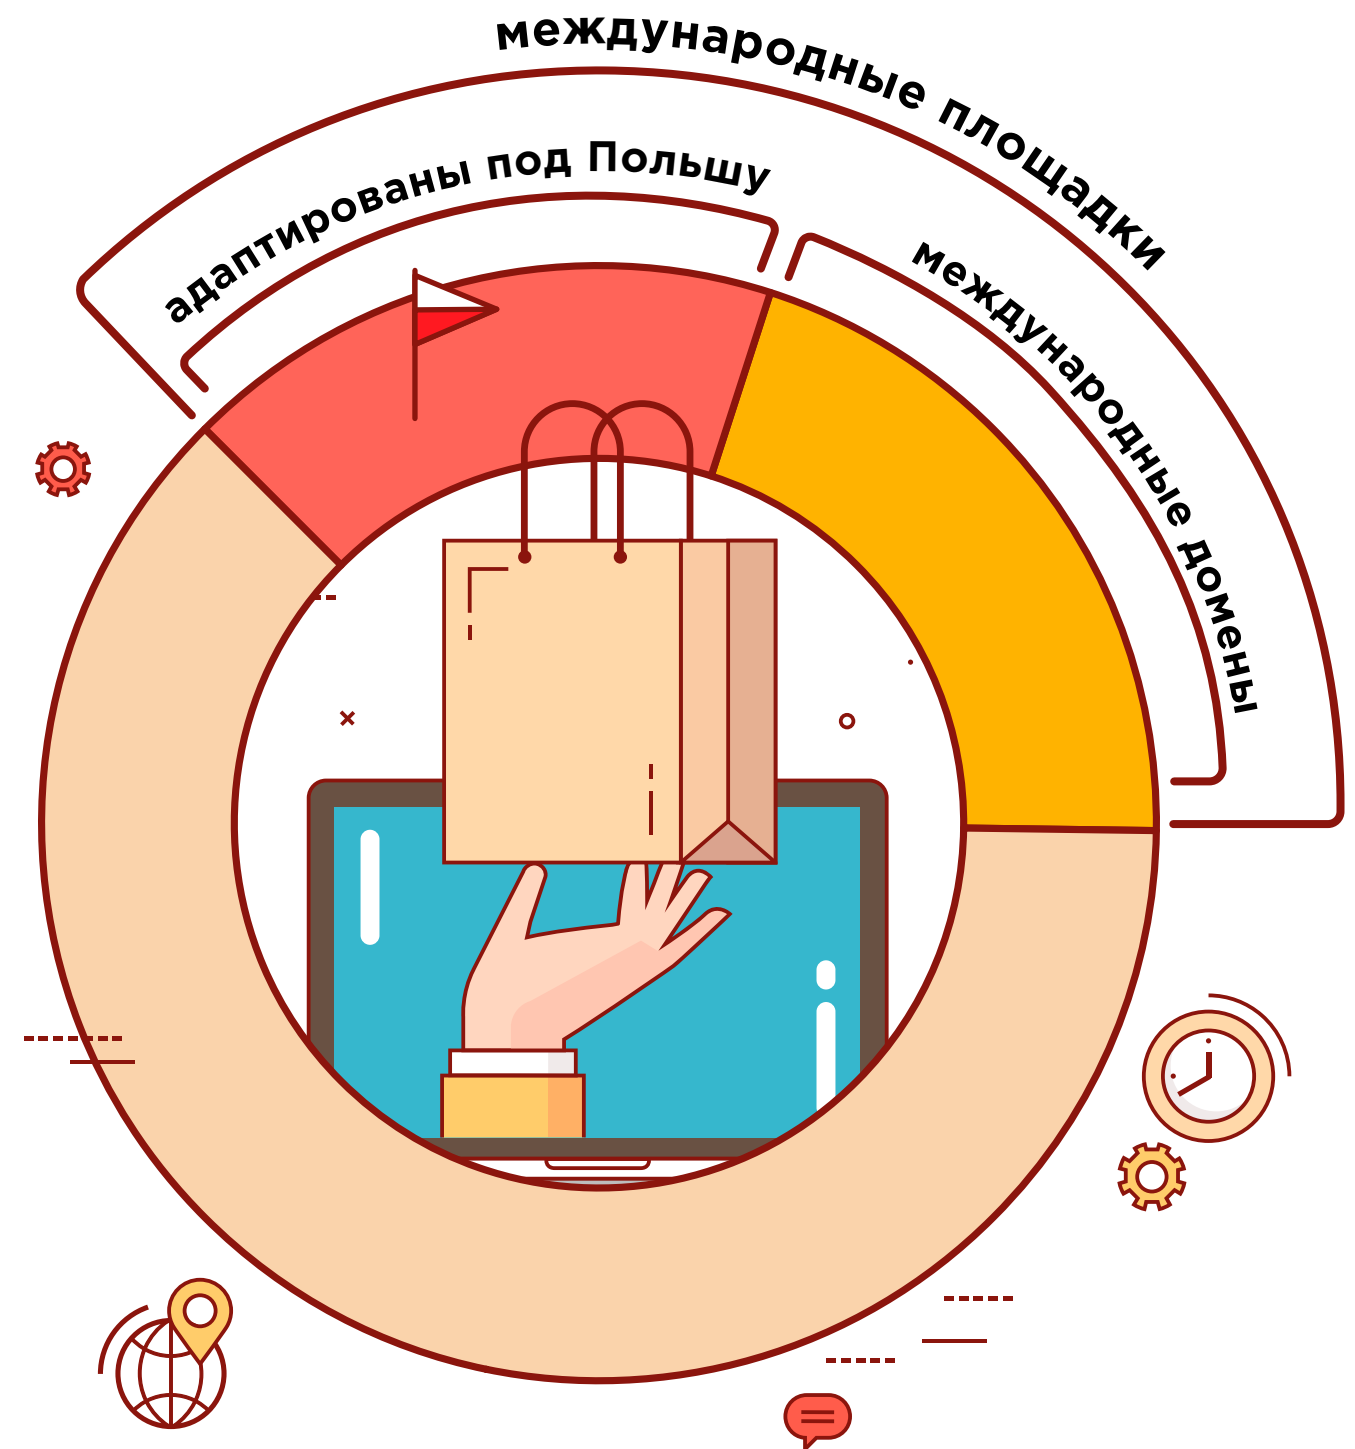 международные площадки
адаптированы под Польшу
международные домены